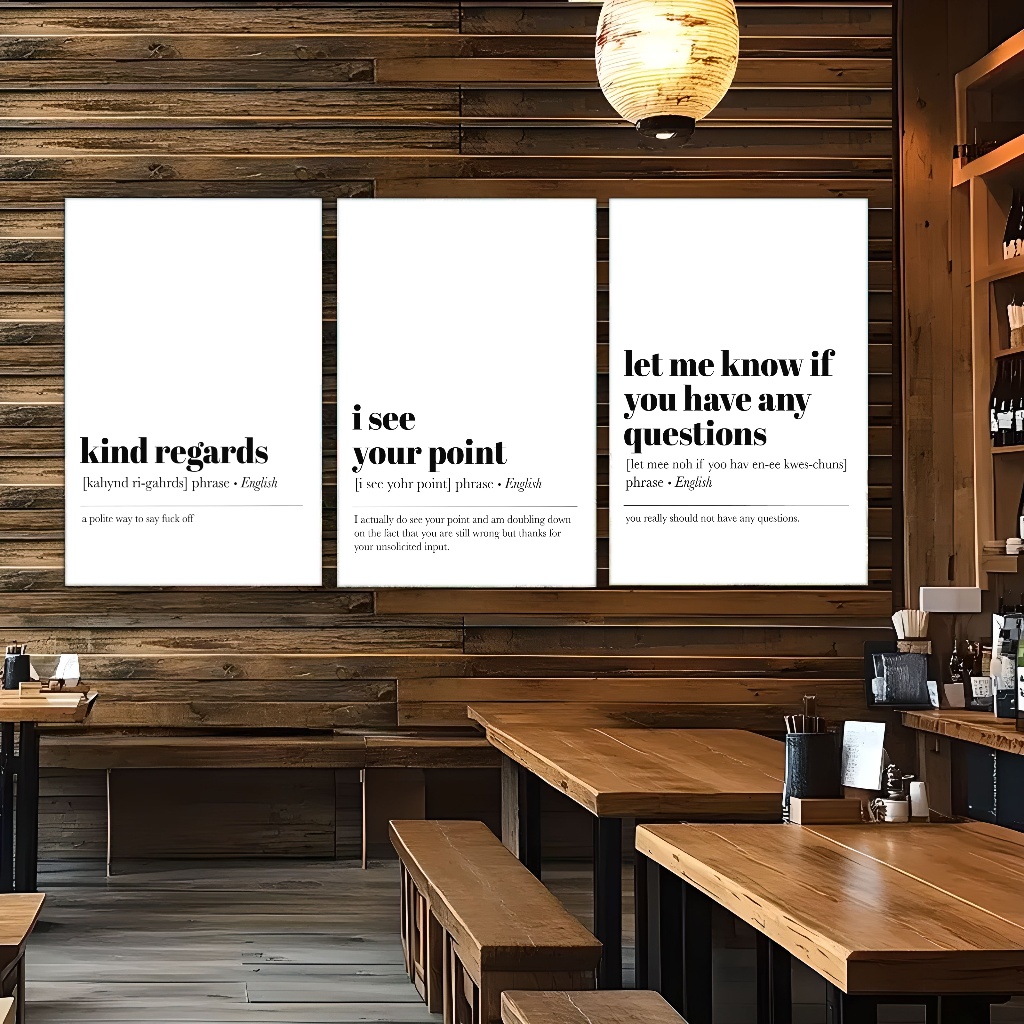 kind regards
[kahynd ri-gahrds] phrase • English
a polite way to say fuck off
i see
your point
[i see yohr point] phrase • English
I actually do see your point and am doubling down
on the fact that you are still wrong but thanks for
your unsolicited input.
let me know if
you have any
questions
[let mee noh if yoo hav en-ee kwes-chuns]
phrase • English
you really should not have any questions.